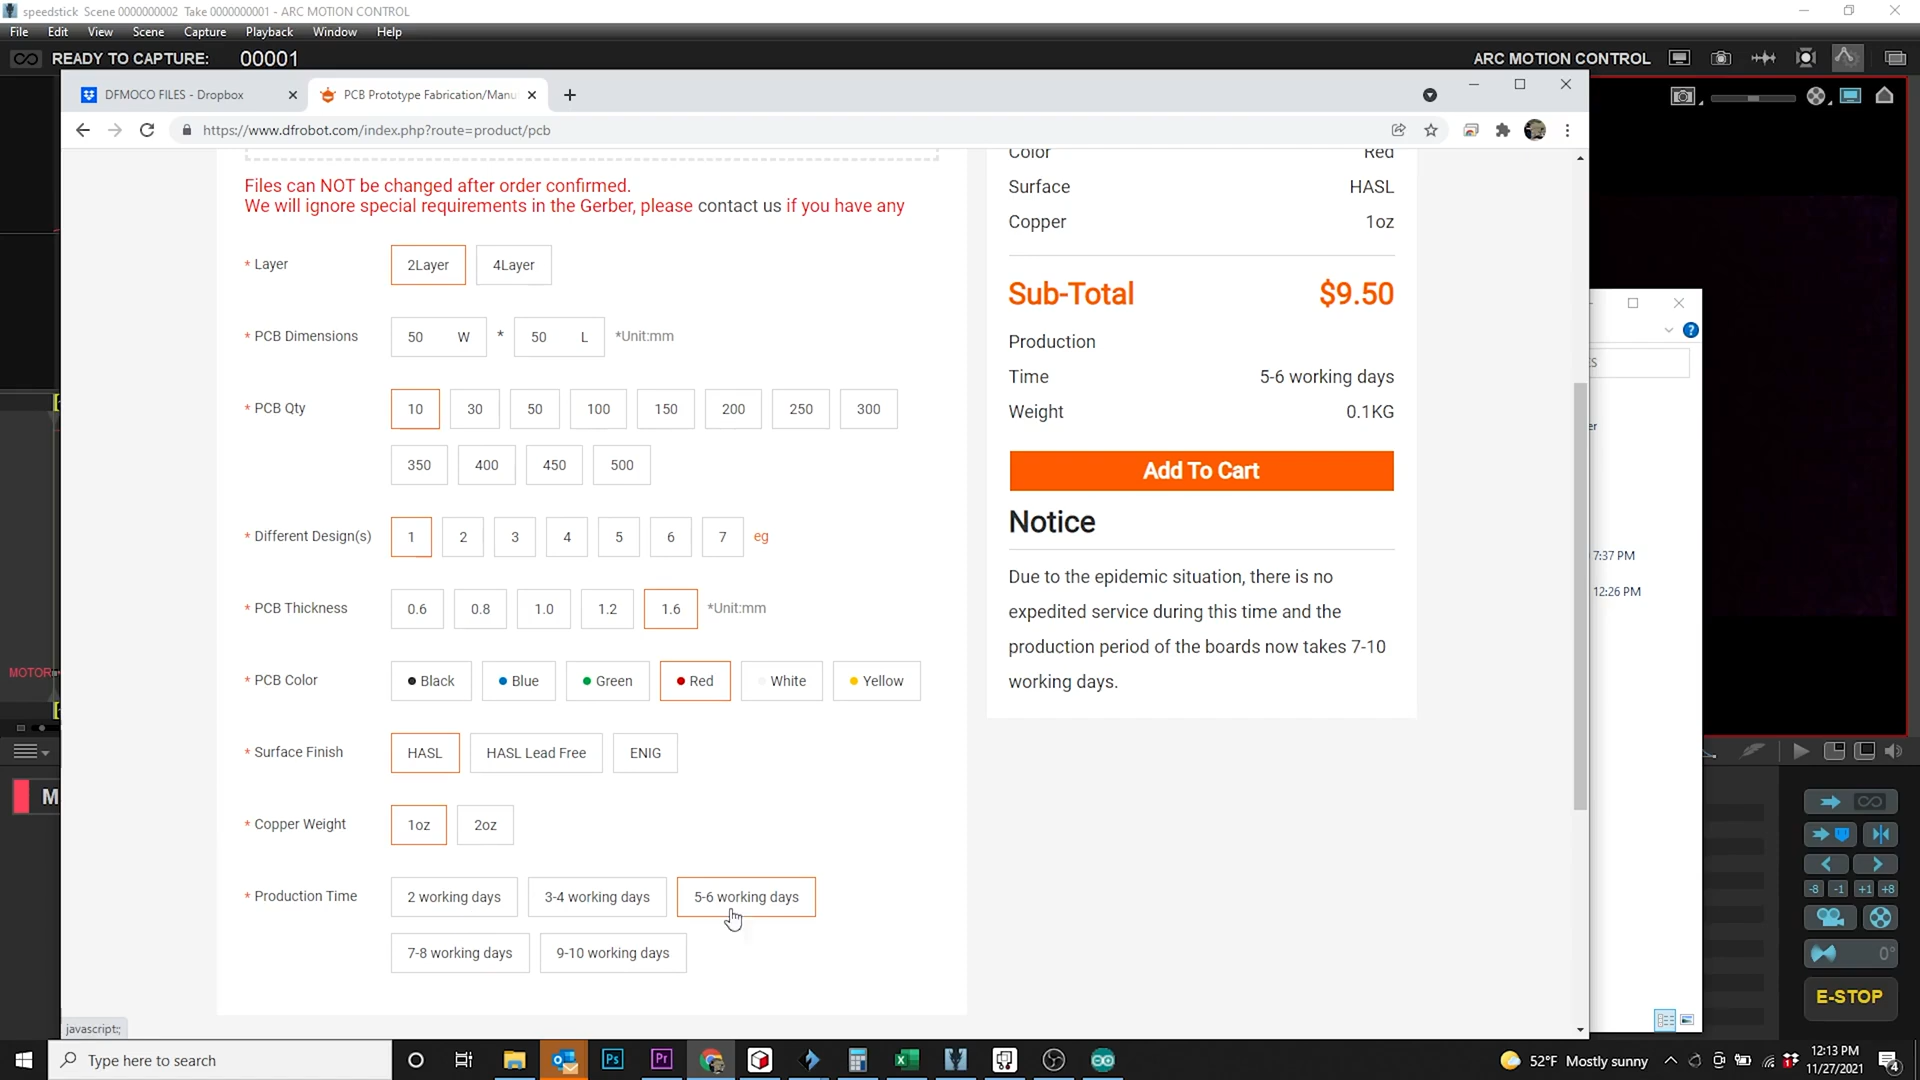 speedstick Scene 0000000002 Take 0000000001 - ARC MOTION CONTROL
File Edit View Scene Capture Playback Window Help
READY TO CAPTURE: 00001 ARC MOTION CONTROL
DFMOCO FILES - Dropbox PCB Prototype Fabrication/Manu
https://www.dfrobot.com/index.php?route=product/pcb
Files can NOT be changed after order confirmed.
We will ignore special requirements in the Gerber, please contact us if you have any
* Layer 2Layer 4Layer
* PCB Dimensions 50 W * 50 L *Unit:mm
* PCB Qty 10 30 50 100 150 200 250 300
350 400 450 500
* Different Design(s) 1 2 3 4 5 6 7 eg
* PCB Thickness 0.6 0.8 1.0 1.2 1.6 *Unit:mm
* PCB Color Black Blue Green Red White Yellow
* Surface Finish HASL HASL Lead Free ENIG
* Copper Weight 1oz 2oz
* Production Time 2 working days 3-4 working days 5-6 working days
7-8 working days 9-10 working days
javascript:;
Color Red
Surface HASL
Copper 1oz
Sub-Total $9.50
Production
Time 5-6 working days
Weight 0.1KG
Add To Cart
Notice
Due to the epidemic situation, there is no
expedited service during this time and the
production period of the boards now takes 7-10
working days.
7:37 PM
12:26 PM
MOTOR
M
-8 -1 +1 +8
0°
E-STOP
Type here to search
Ps Pr
52°F Mostly sunny
12:13 PM
11/27/2021
4